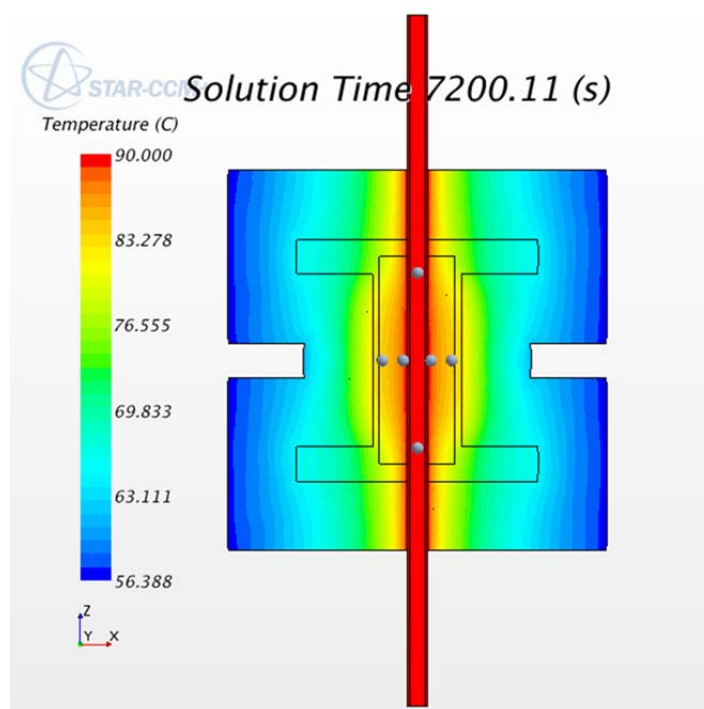 STAR-CCM+
Solution Time 7200.11 (s)
Temperature (C)
90.000
83.278
76.555
69.833
63.111
56.388
Z
Y X